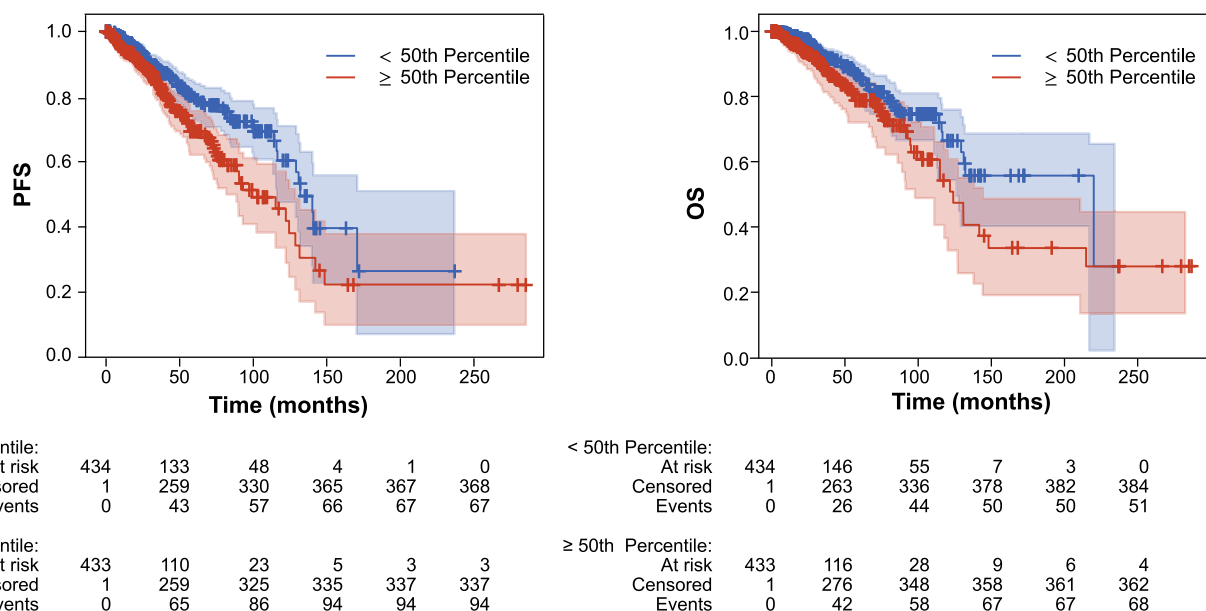 PFS
1.0
0.8
0.6
0.4
0.2
0.0
< 50th Percentile
≥ 50th Percentile
0 50 100 150 200 250
Time (months)
OS
1.0
0.8
0.6
0.4
0.2
0.0
< 50th Percentile
≥ 50th Percentile
0 50 100 150 200 250
Time (months)
ntile:
t risk 434 133 48 4 1 0
sored 1 259 330 365 367 368
vents 0 43 57 66 67 67
ntile:
t risk 433 110 23 5 3 3
sored 1 259 325 335 337 337
vents 0 65 86 94 94 94
< 50th Percentile:
At risk 434 146 55 7 3 0
Censored 1 263 336 378 382 384
Events 0 26 44 50 50 51
≥ 50th Percentile:
At risk 433 116 28 9 6 4
Censored 1 276 348 358 361 362
Events 0 42 58 67 67 68